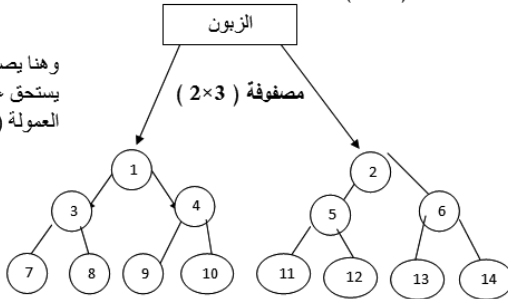 الزبون
وهنا يص
يستحق
مصفوفة ( 3×2 )
العمولة (
1 2
3 4 5 6
7 8 9 10 11 12 13 14